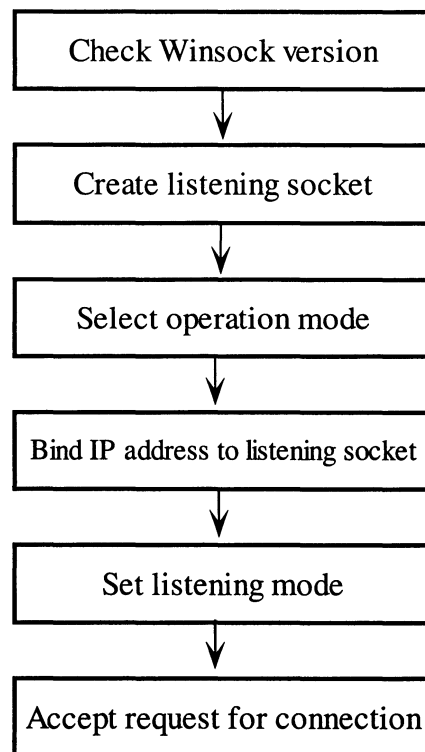 Check Winsock version
Create listening socket
Select operation mode
Bind IP address to listening socket
Set listening mode
Accept request for connection